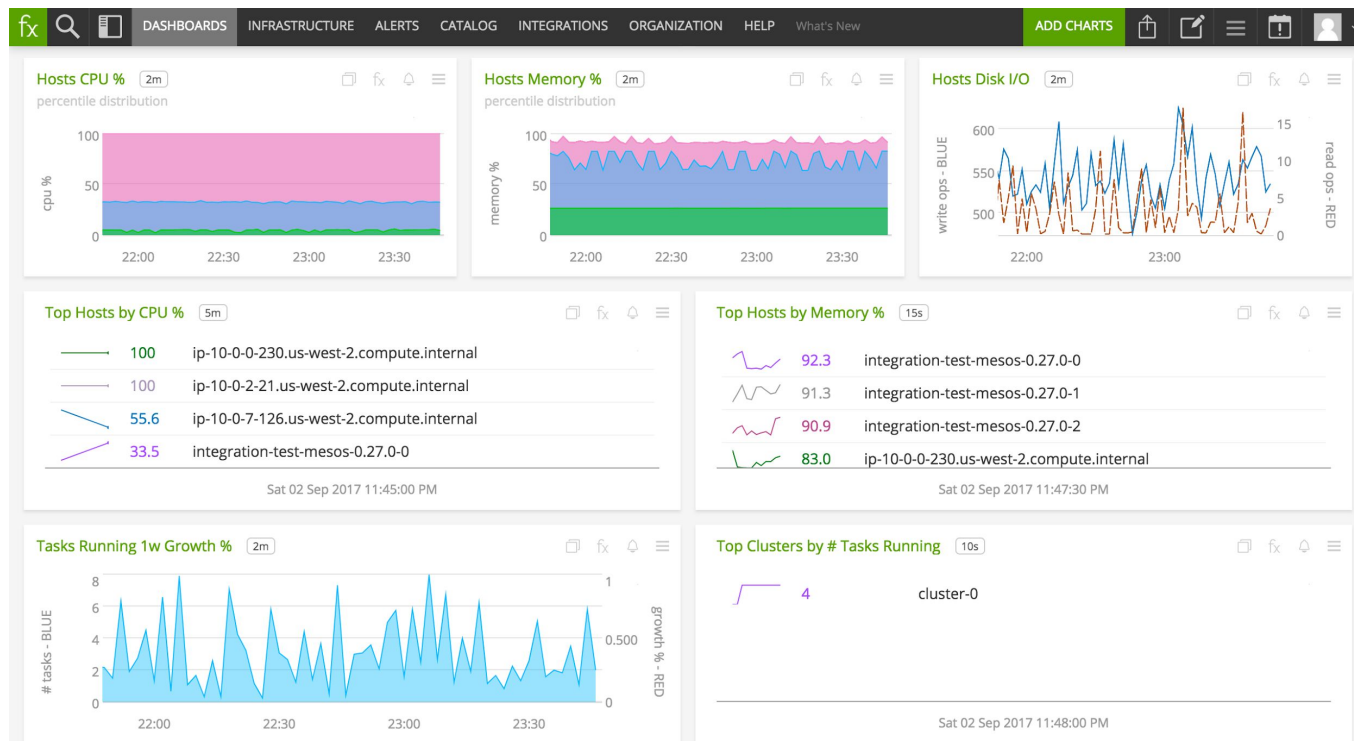 fx DASHBOARDS INFRASTRUCTURE ALERTS CATALOG INTEGRATIONS ORGANIZATION HELP What's New ADD CHARTS
Hosts CPU % 2m fx
percentile distribution
cpu %
100
50
0
22:00 22:30 23:00 23:30
Hosts Memory % 2m fx
percentile distribution
memory %
100
50
0
22:00 22:30 23:00 23:30
Hosts Disk I/O 2m fx
write ops - BLUE
600
550
500
15
10
5
0
read ops - RED
22:00 23:00
Top Hosts by CPU % 5m fx
100 ip-10-0-0-230.us-west-2.compute.internal
100 ip-10-0-2-21.us-west-2.compute.internal
55.6 ip-10-0-7-126.us-west-2.compute.internal
33.5 integration-test-mesos-0.27.0-0
Sat 02 Sep 2017 11:45:00 PM
Top Hosts by Memory % 15s fx
92.3 integration-test-mesos-0.27.0-0
91.3 integration-test-mesos-0.27.0-1
90.9 integration-test-mesos-0.27.0-2
83.0 ip-10-0-0-230.us-west-2.compute.internal
Sat 02 Sep 2017 11:47:30 PM
Tasks Running 1w Growth % 2m fx
# tasks - BLUE
8
6
4
2
0
1
0.500
0
growth % - RED
22:00 22:30 23:00 23:30
Top Clusters by # Tasks Running 10s fx
4 cluster-0
Sat 02 Sep 2017 11:48:00 PM